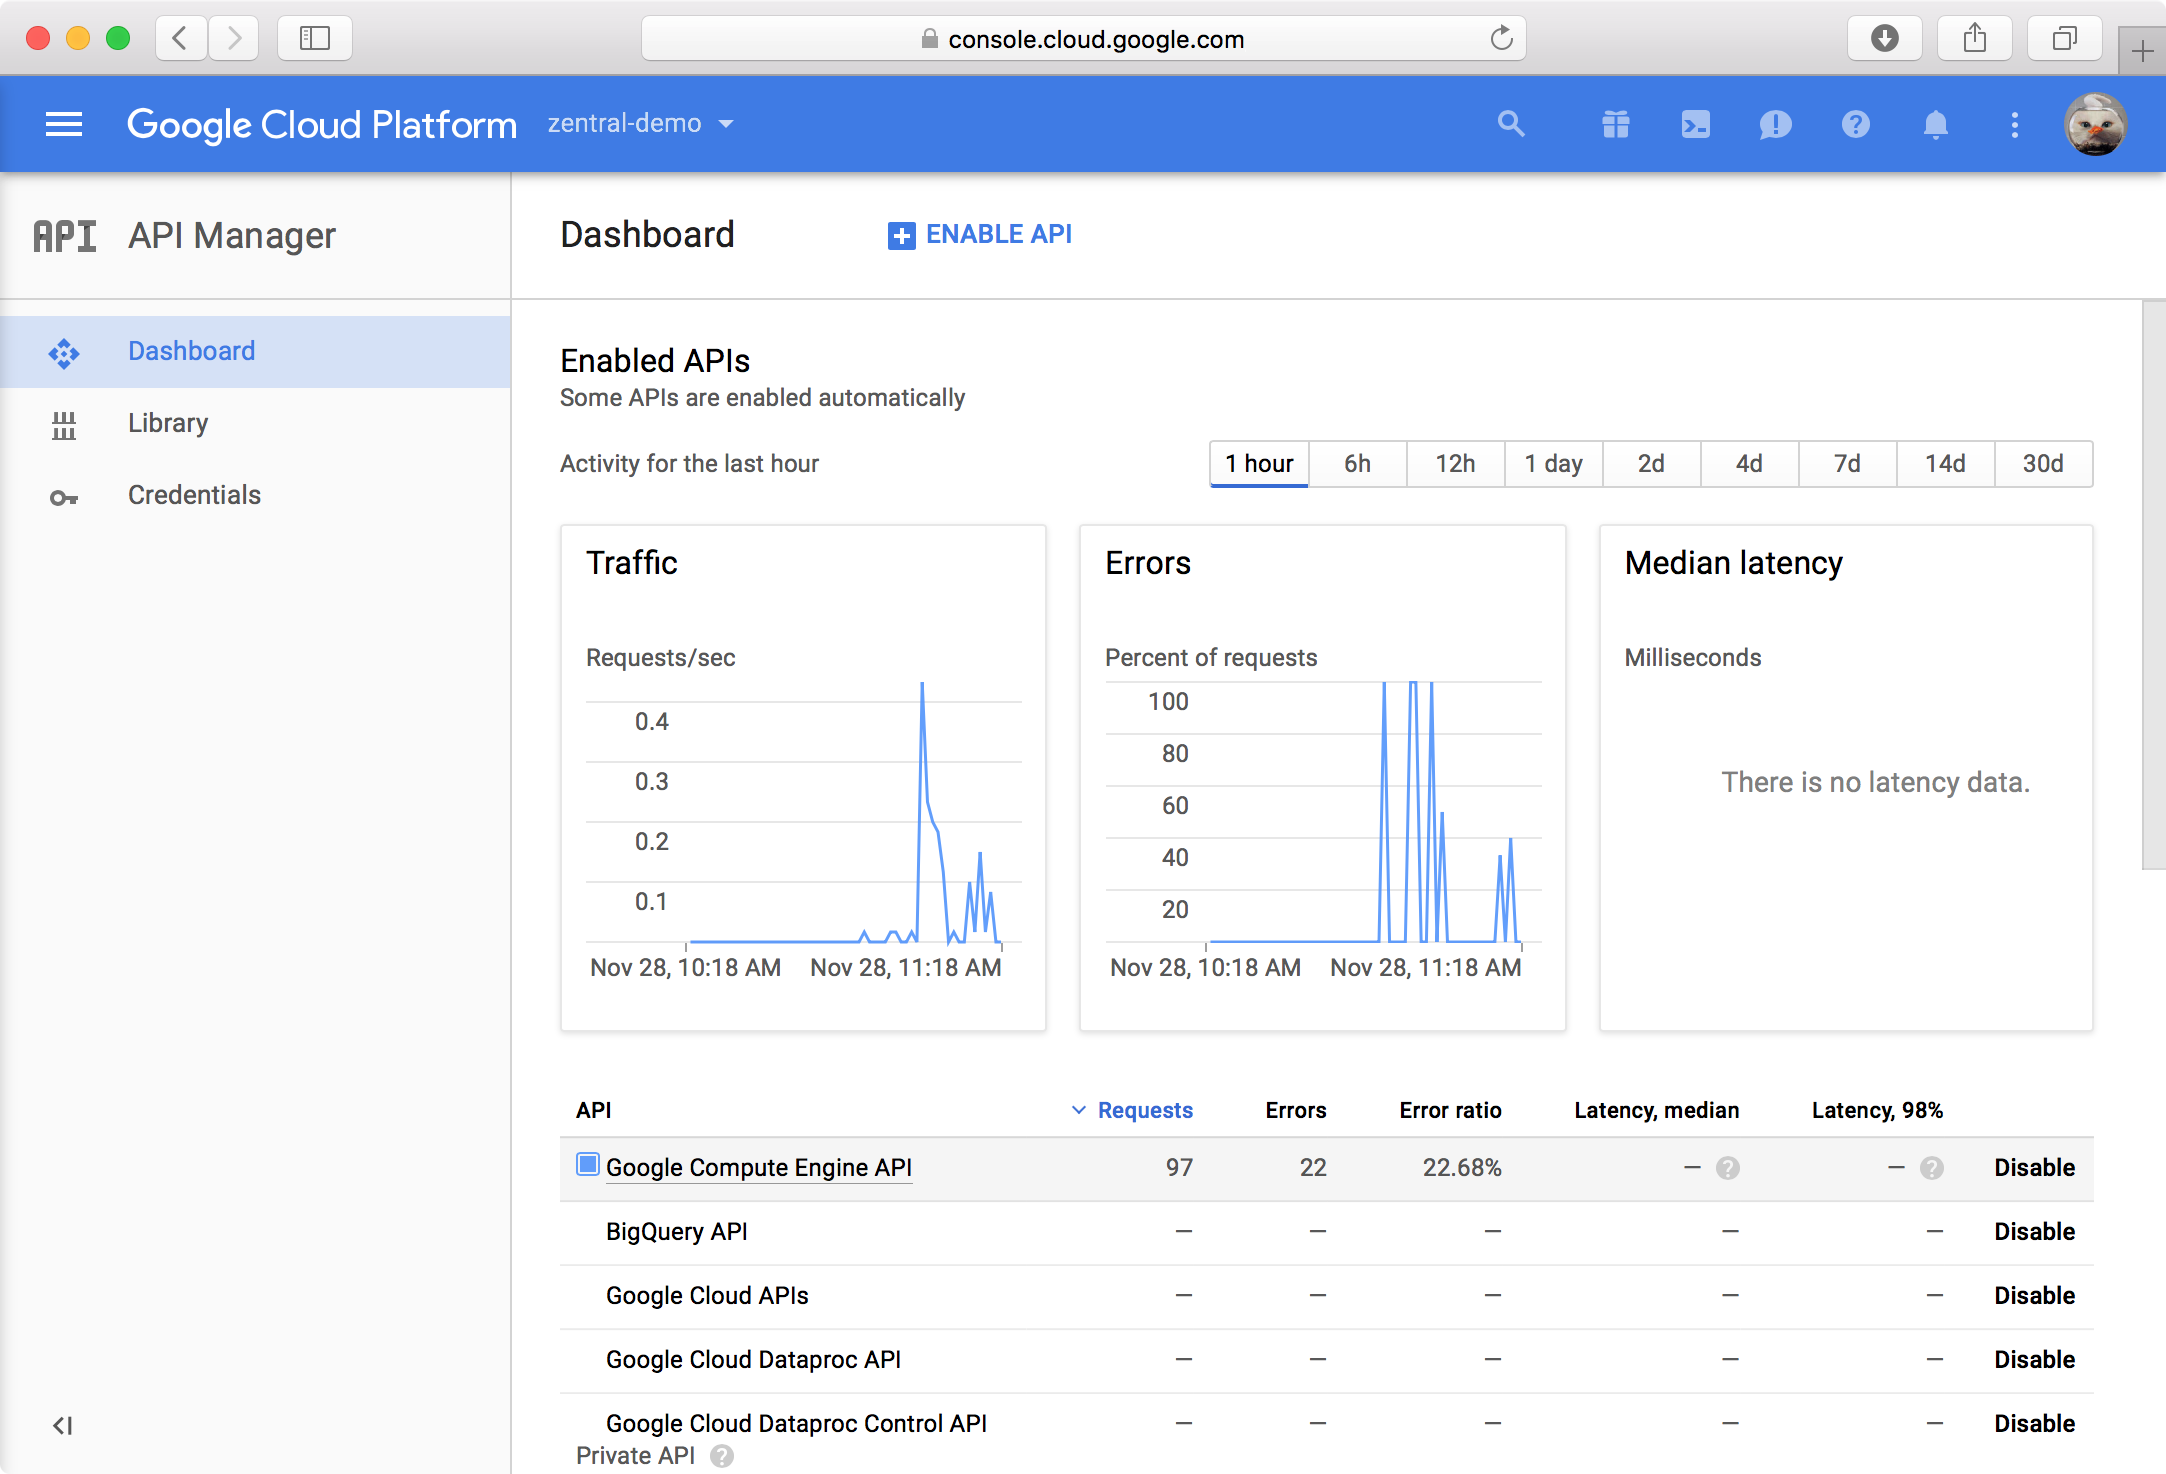 console.cloud.google.com
Google Cloud Platform zentral-demo
API API Manager
Dashboard
Library
Credentials
Dashboard ENABLE API
Enabled APIs
Some APIs are enabled automatically
Activity for the last hour 1 hour 6h 12h 1 day 2d 4d 7d 14d 30d
Traffic
Requests/sec
0.4
0.3
0.2
0.1
Nov 28, 10:18 AM Nov 28, 11:18 AM
Errors
Percent of requests
100
80
60
40
20
Nov 28, 10:18 AM Nov 28, 11:18 AM
Median latency
Milliseconds
There is no latency data.
API Requests Errors Error ratio Latency, median Latency, 98%
Google Compute Engine API 97 22 22.68% – ? – ? Disable
BigQuery API – – – – – Disable
Google Cloud APIs – – – – – Disable
Google Cloud Dataproc API – – – – – Disable
Google Cloud Dataproc Control API – – – – – Disable
Private API ?